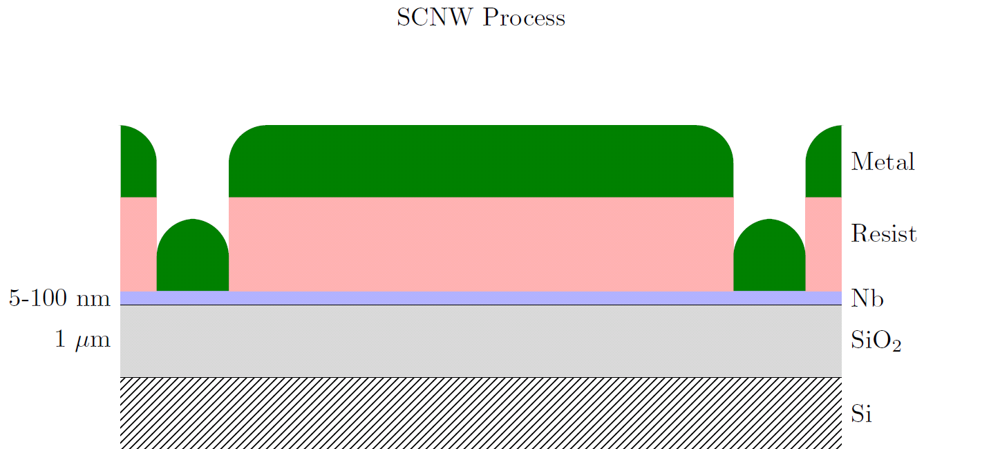 SCNW Process
Metal
Resist
5-100 nm
Nb
1 μm
SiO₂
Si